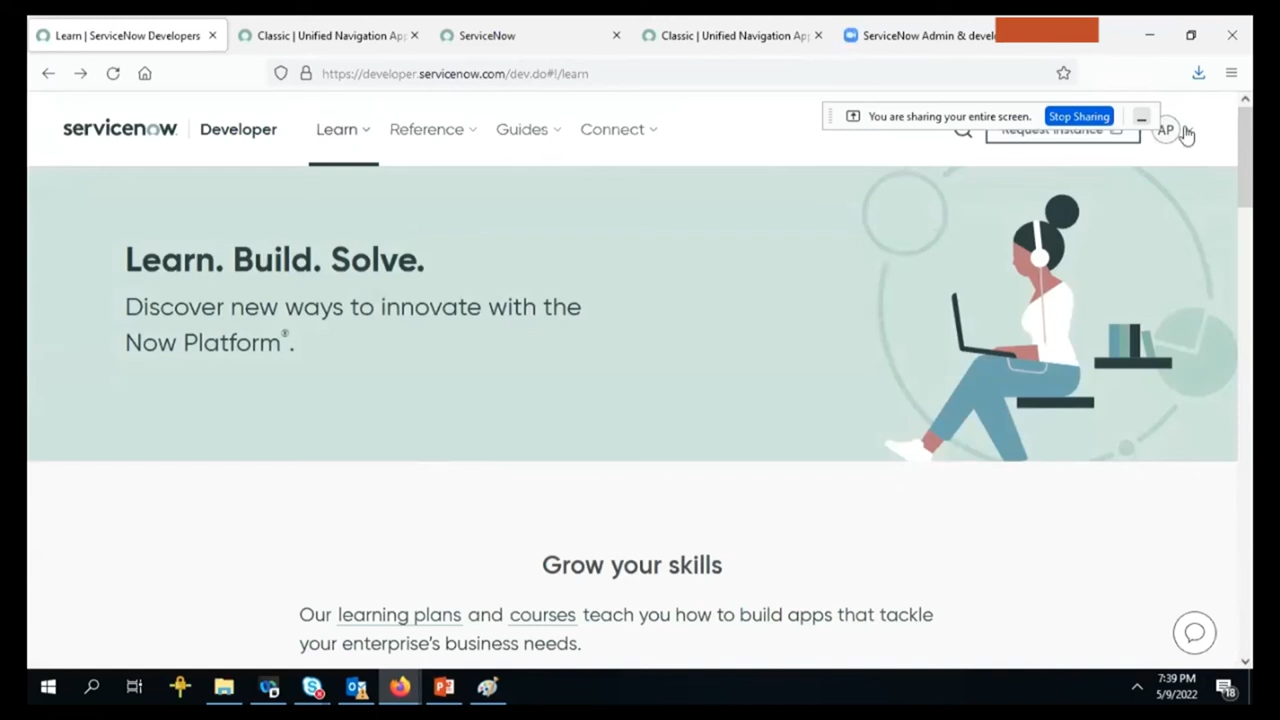 Learn | ServiceNow Developers
Classic | Unified Navigation Ap
ServiceNow
Classic | Unified Navigation Ap
ServiceNow Admin & devel
https://developer.servicenow.com/dev.do#!/learn
You are sharing your entire screen.
Stop Sharing
servicenow
Developer
Learn
Reference
Guides
Connect
Request Instance
AP
Learn. Build. Solve.
Discover new ways to innovate with the
Now Platform®.
Grow your skills
Our learning plans and courses teach you how to build apps that tackle
your enterprise's business needs.
7:39 PM
5/9/2022
18